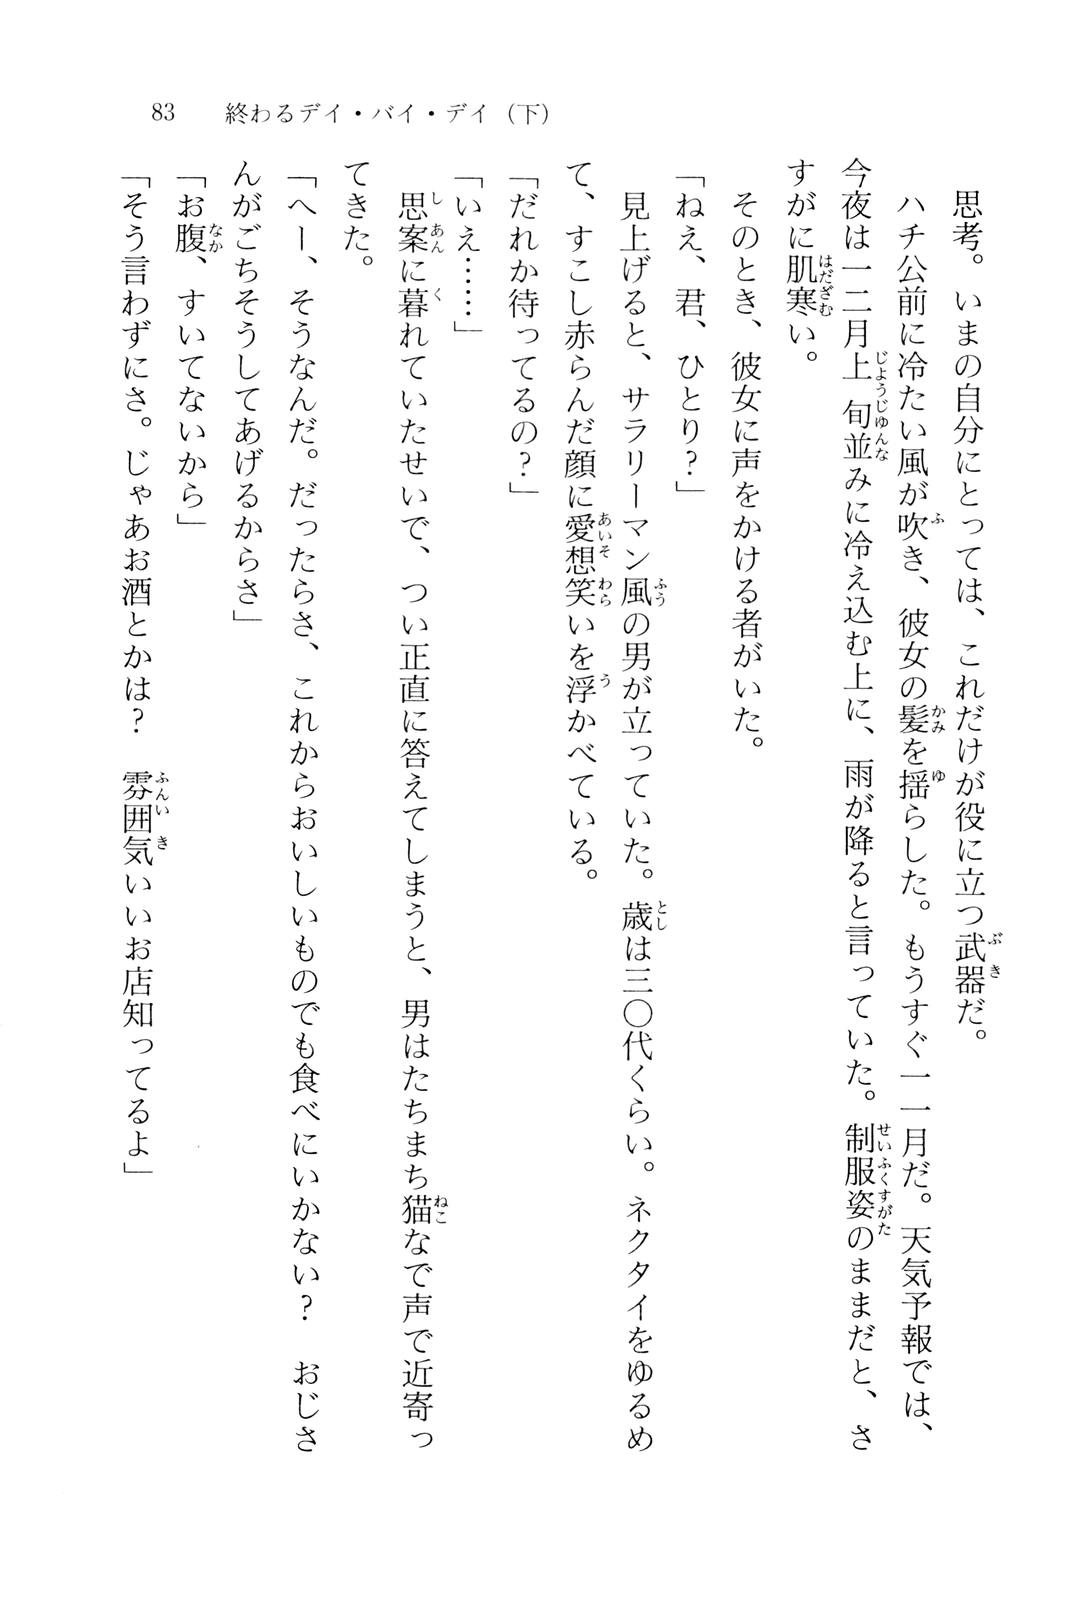 83　終わるデイ・バイ・デイ（下）
　思考。いまの自分にとっては、これだけが役に立つ武器だ。
　ハチ公前に冷たい風が吹き、彼女の髪を揺らした。もうすぐ一一月だ。天気予報では、
今夜は一二月上旬並みに冷え込む上に、雨が降ると言っていた。制服姿のままだと、さ
すがに肌寒い。
　そのとき、彼女に声をかける者がいた。
「ねえ、君、ひとり？」
　見上げると、サラリーマン風の男が立っていた。歳は三〇代くらい。ネクタイをゆるめ
て、すこし赤らんだ顔に愛想笑いを浮かべている。
「だれか待ってるの？」
「いえ……」
　思案に暮れていたせいで、つい正直に答えてしまうと、男はたちまち猫なで声で近寄っ
てきた。
「へー、そうなんだ。だったらさ、これからおいしいものでも食べにいかない？　おじさ
んがごちそうしてあげるからさ」
「お腹、すいてないから」
「そう言わずにさ。じゃあお酒とかは？　雰囲気いいお店知ってるよ」